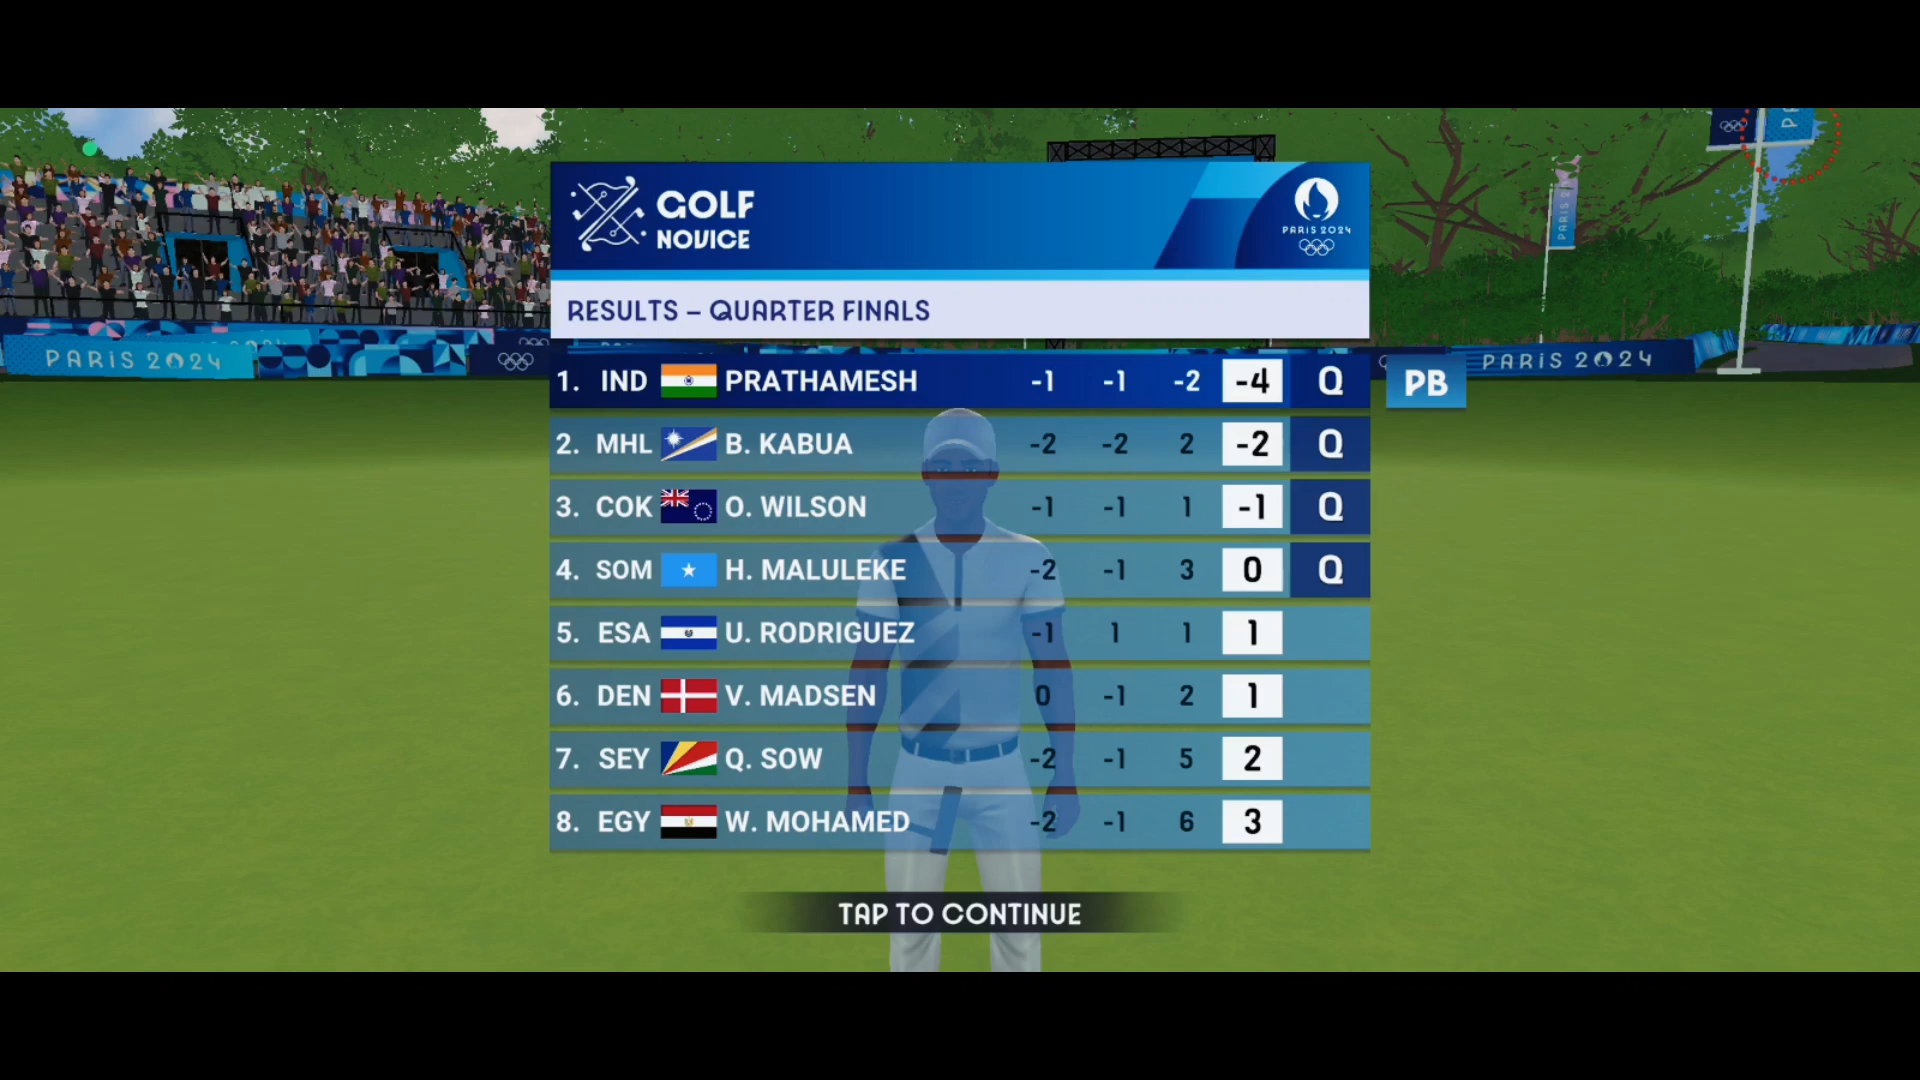 GOLF
NOVICE
PARIS 2024
RESULTS – QUARTER FINALS
1. IND PRATHAMESH -1 -1 -2 -4 Q PB
2. MHL B. KABUA -2 -2 2 -2 Q
3. COK O. WILSON -1 -1 1 -1 Q
4. SOM H. MALULEKE -2 -1 3 0 Q
5. ESA U. RODRIGUEZ -1 1 1 1
6. DEN V. MADSEN 0 -1 2 1
7. SEY Q. SOW -2 -1 5 2
8. EGY W. MOHAMED -2 -1 6 3
TAP TO CONTINUE
PARIS 2024
PARIS 2024
PARIS 2